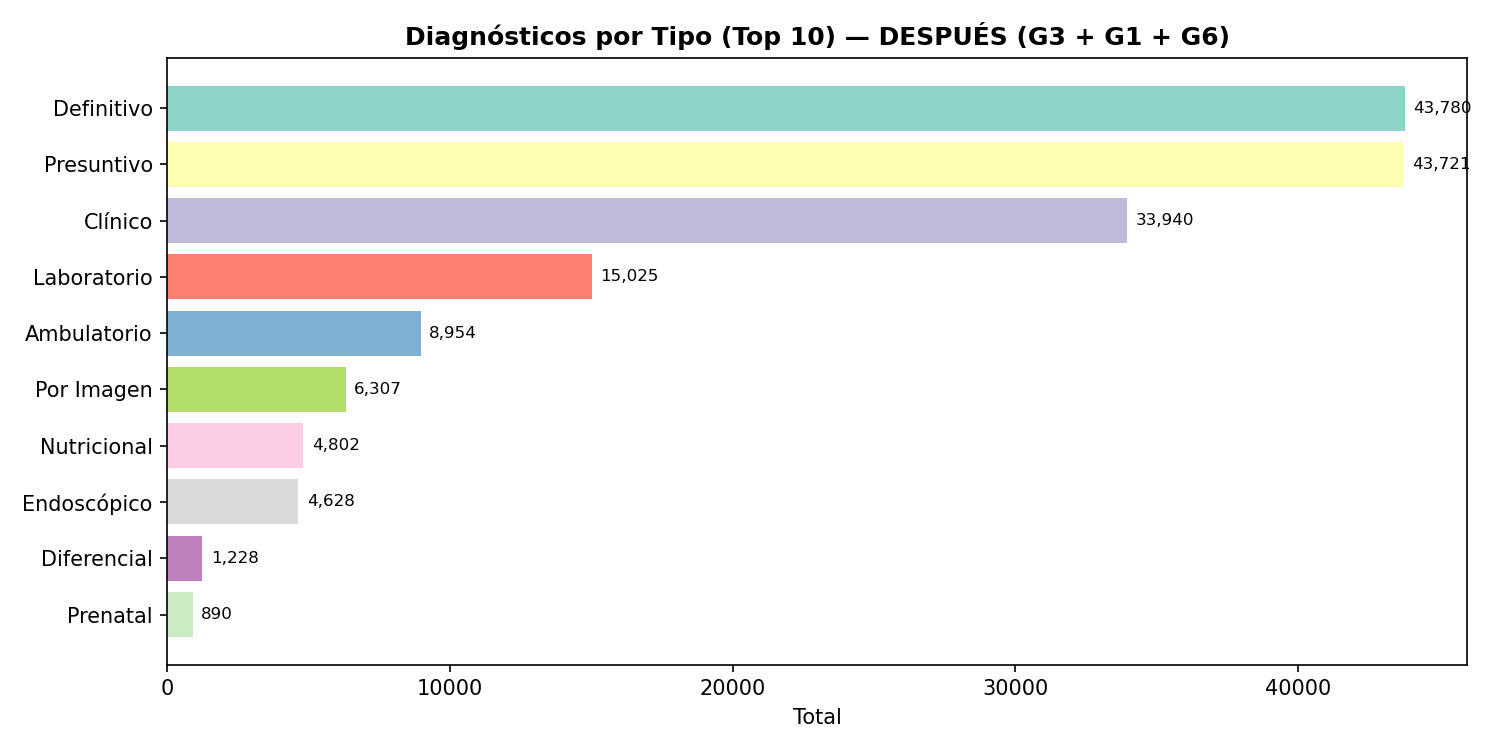 Diagnósticos por Tipo (Top 10) — DESPUÉS (G3 + G1 + G6)
Definitivo 43,780
Presuntivo 43,721
Clínico 33,940
Laboratorio 15,025
Ambulatorio 8,954
Por Imagen 6,307
Nutricional 4,802
Endoscópico 4,628
Diferencial 1,228
Prenatal 890
0 10000 20000 30000 40000
Total